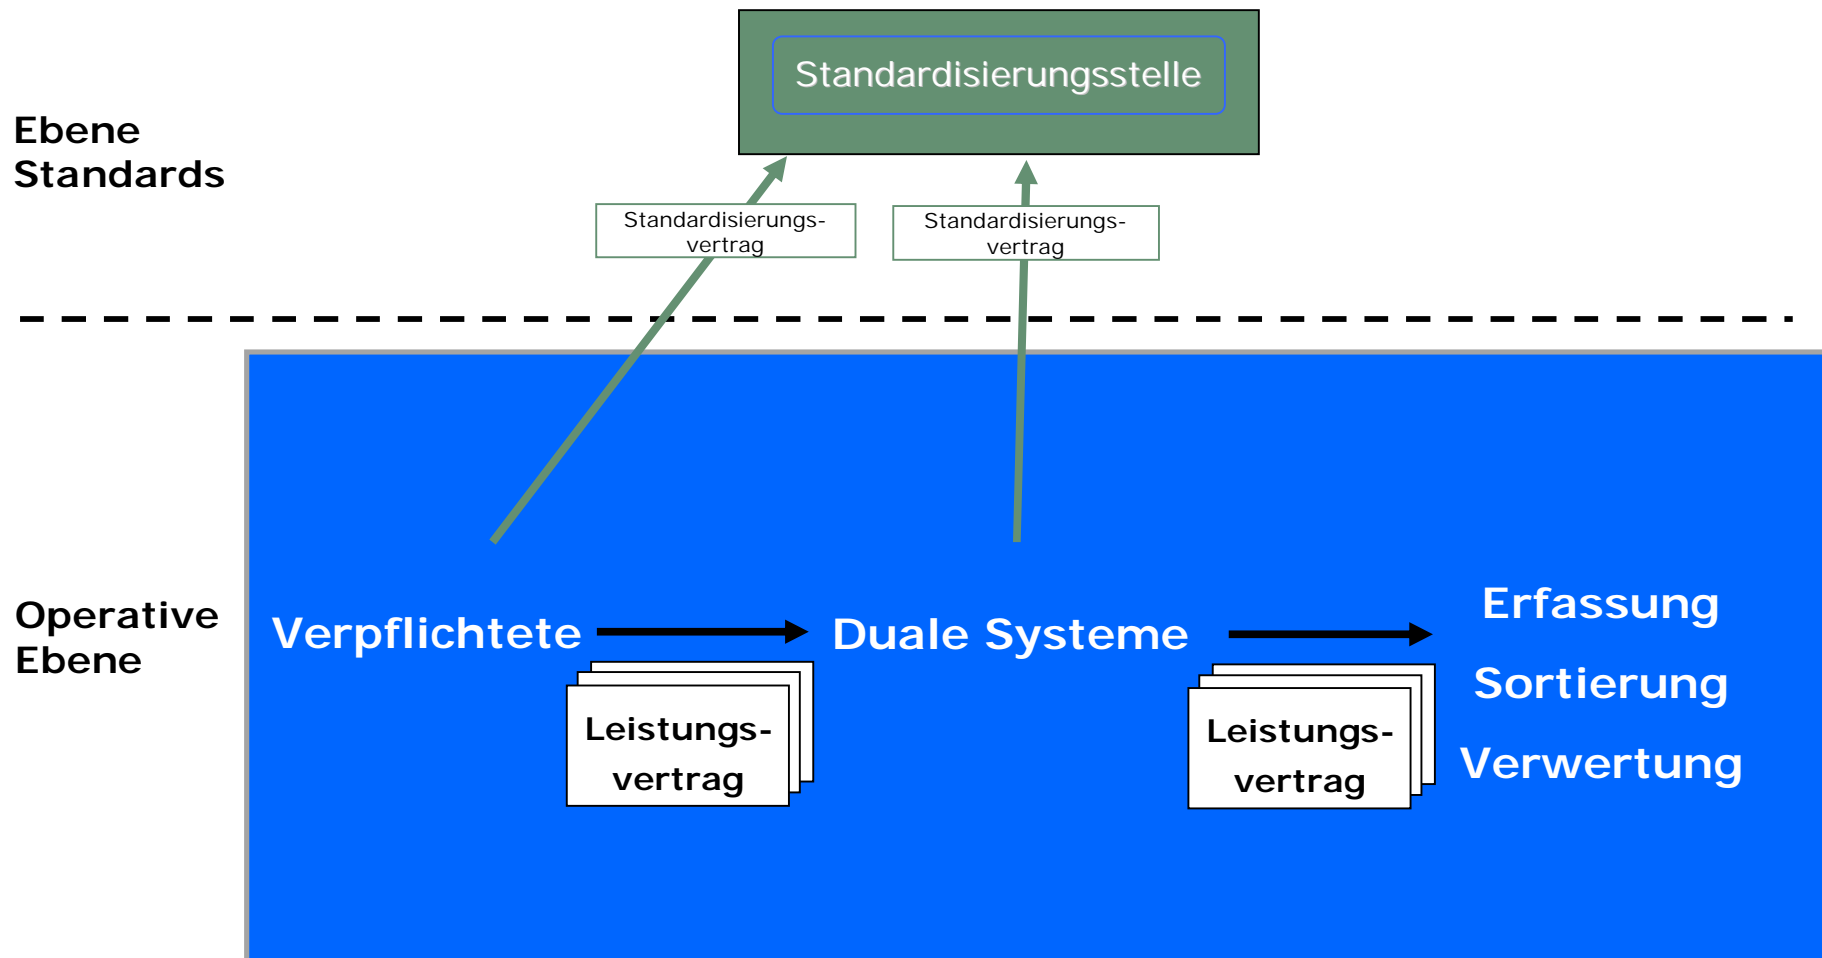 Standardisierungsstelle
Ebene
Standards
Standardisierungs-
vertrag
Standardisierungs-
vertrag
Operative
Ebene
Verpflichtete
Duale Systeme
Erfassung
Sortierung
Verwertung
Leistungs-
vertrag
Leistungs-
vertrag